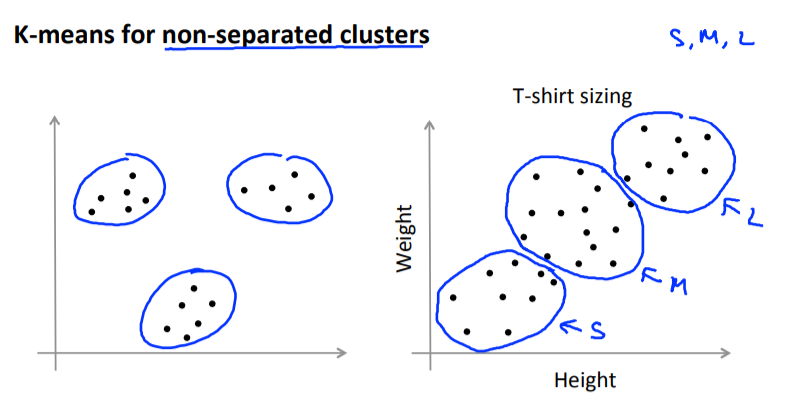 K-means for non-separated clusters
S, M, L
T-shirt sizing
Weight
L
M
S
Height